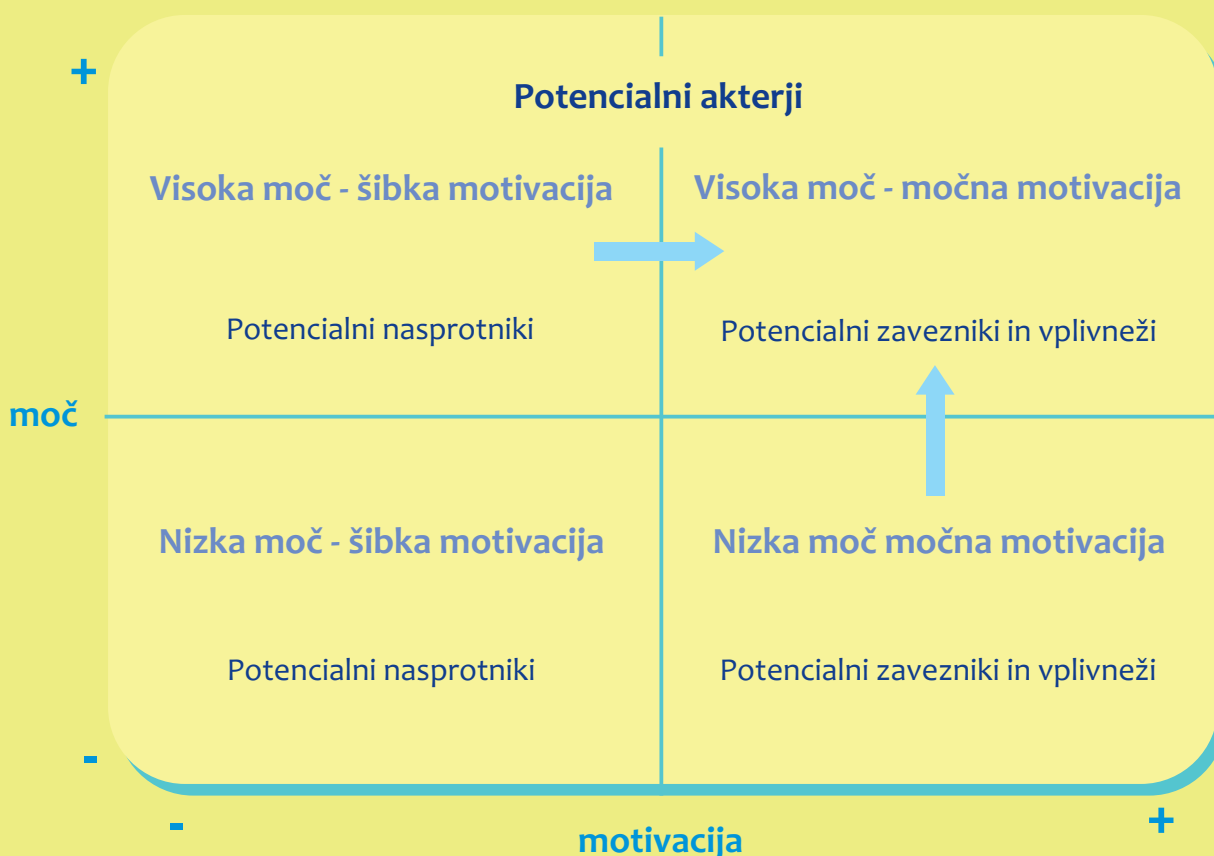 +
Potencialni akterji
Visoka moč - šibka motivacija
Visoka moč - močna motivacija
Potencialni nasprotniki
Potencialni zavezniki in vplivneži
moč
Nizka moč - šibka motivacija
Nizka moč močna motivacija
Potencialni nasprotniki
Potencialni zavezniki in vplivneži
-
-
motivacija
+